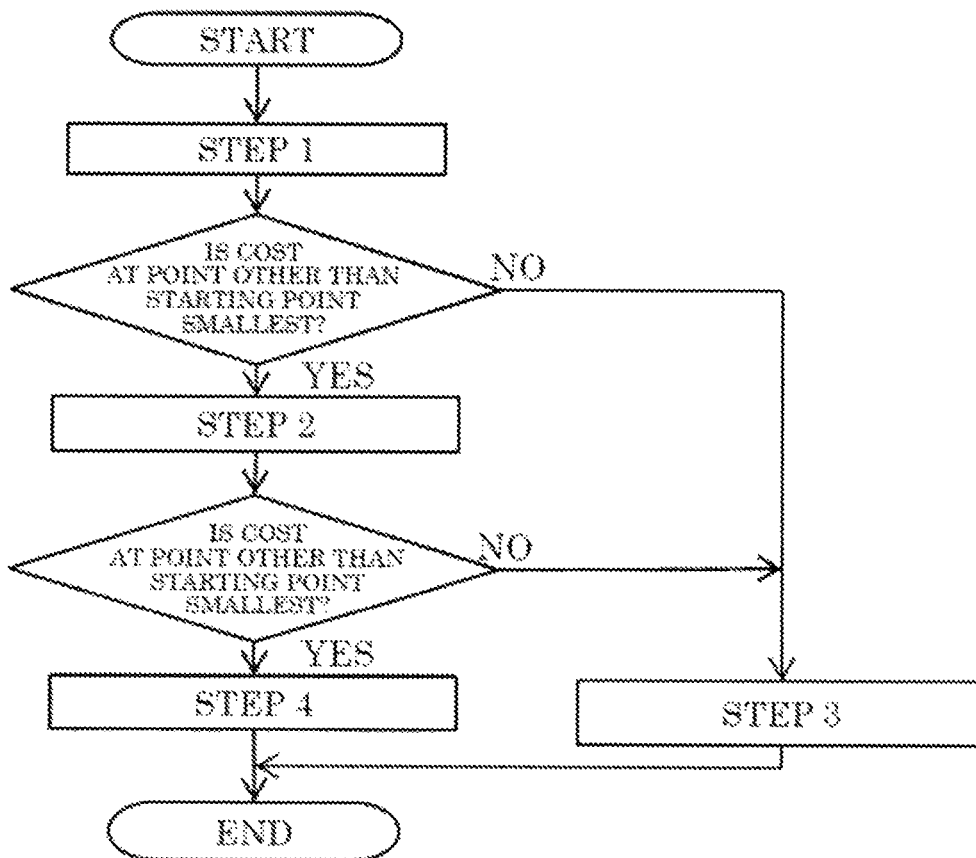 START
STEP 1
IS COST
AT POINT OTHER THAN
STARTING POINT
SMALLEST?
NO
YES
STEP 2
IS COST
AT POINT OTHER THAN
STARTING POINT
SMALLEST?
NO
YES
STEP 4
STEP 3
END